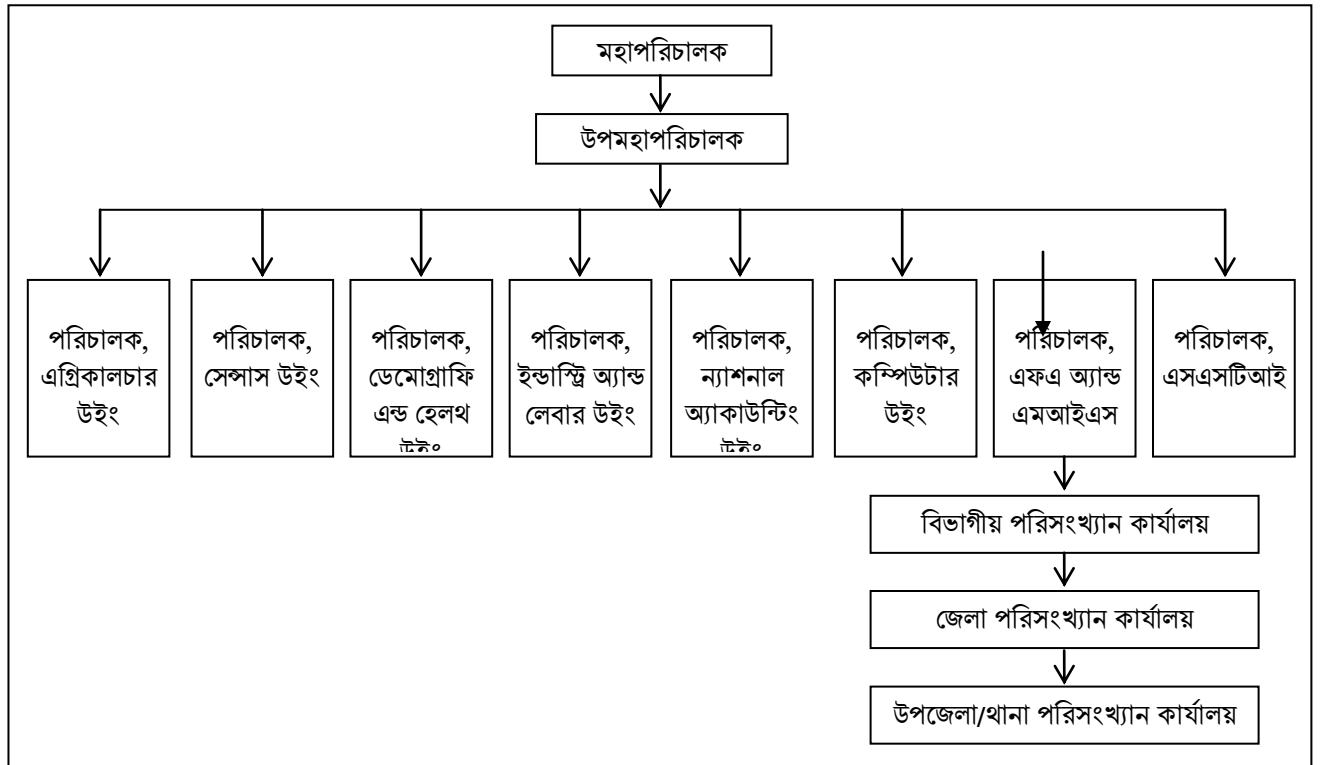 মহাপরিচালক
উপমহাপরিচালক
পরিচালক,
এগ্রিকালচার
উইং
পরিচালক,
সেন্সাস উইং
পরিচালক,
ডেমোগ্রাফি
এন্ড হেলথ
উইং
পরিচালক,
ইন্ডাস্ট্রি অ্যান্ড
লেবার উইং
পরিচালক,
ন্যাশনাল
অ্যাকাউন্টিং
উইং
পরিচালক,
কম্পিউটার
উইং
পরিচালক,
এফএ অ্যান্ড
এমআইএস
পরিচালক,
এসএসটিআই
বিভাগীয় পরিসংখ্যান কার্যালয়
জেলা পরিসংখ্যান কার্যালয়
উপজেলা/থানা পরিসংখ্যান কার্যালয়